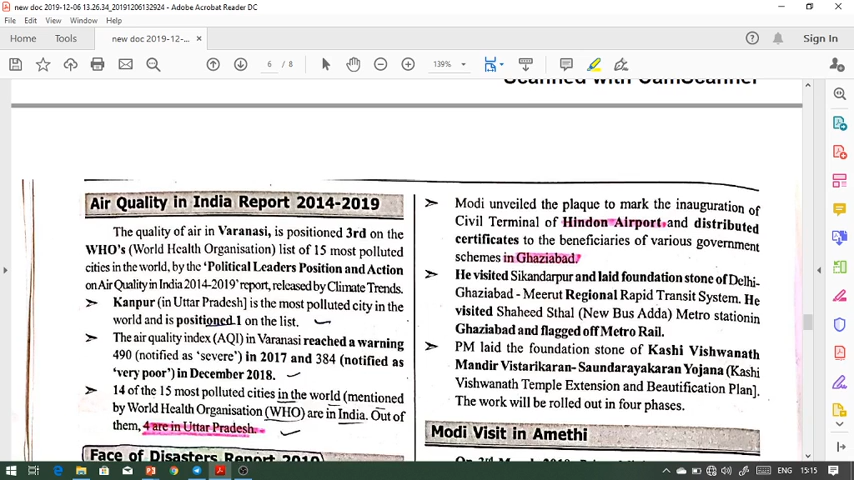 new doc 2019-12-06 13.26.34_20191206132924.pdf - Adobe Acrobat Reader DC
File Edit View Window Help
Home Tools new doc 2019-12-... × Sign In
6 / 8 139%
Scanned with CamScanner
Air Quality in India Report 2014-2019
The quality of air in Varanasi, is positioned 3rd on the
WHO's (World Health Organisation) list of 15 most polluted
cities in the world, by the 'Political Leaders Position and Action
on Air Quality in India 2014-2019' report, released by Climate Trends.
➢ Kanpur (in Uttar Pradesh] is the most polluted city in the
world and is positioned 1 on the list.
➢ The air quality index (AQI) in Varanasi reached a warning
490 (notified as 'severe') in 2017 and 384 (notified as
'very poor') in December 2018.
➢ 14 of the 15 most polluted cities in the world (mentioned
by World Health Organisation (WHO) are in India. Out of
them, 4 are in Uttar Pradesh.
Face of Disasters Report 2019
➢ Modi unveiled the plaque to mark the inauguration of
Civil Terminal of Hindon Airport and distributed
certificates to the beneficiaries of various government
schemes in Ghaziabad.
➢ He visited Sikandarpur and laid foundation stone of Delhi-
Ghaziabad - Meerut Regional Rapid Transit System. He
visited Shaheed Sthal (New Bus Adda) Metro stationin
Ghaziabad and flagged off Metro Rail.
➢ PM laid the foundation stone of Kashi Vishwanath
Mandir Vistarikaran-Saundarayakaran Yojana (Kashi
Vishwanath Temple Extension and Beautification Plan].
The work will be rolled out in four phases.
Modi Visit in Amethi
ENG 15:15